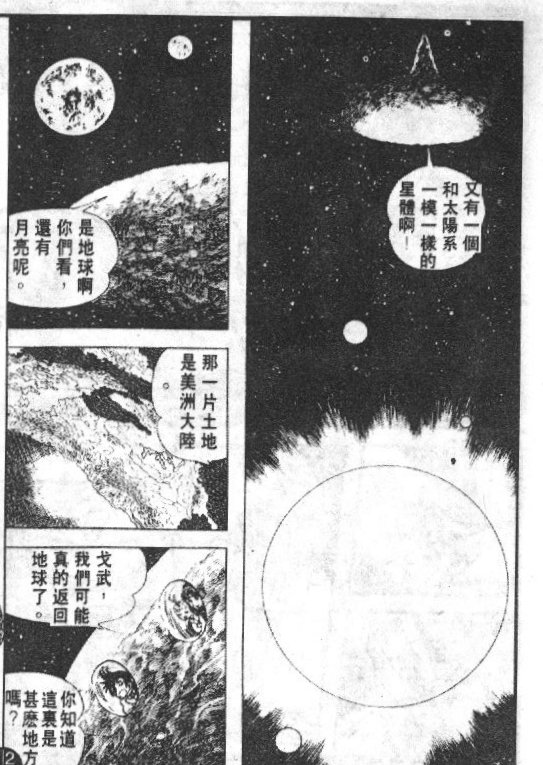 又有一個
和太陽系
一模一樣的
星體啊！
是地球啊
你們看，
還有
月亮呢。
那一片土地
是美洲大陸
。
戈武，
我們可能
真的返回
地球了。
你知道
這裏是
甚麼地方
嗎？
2